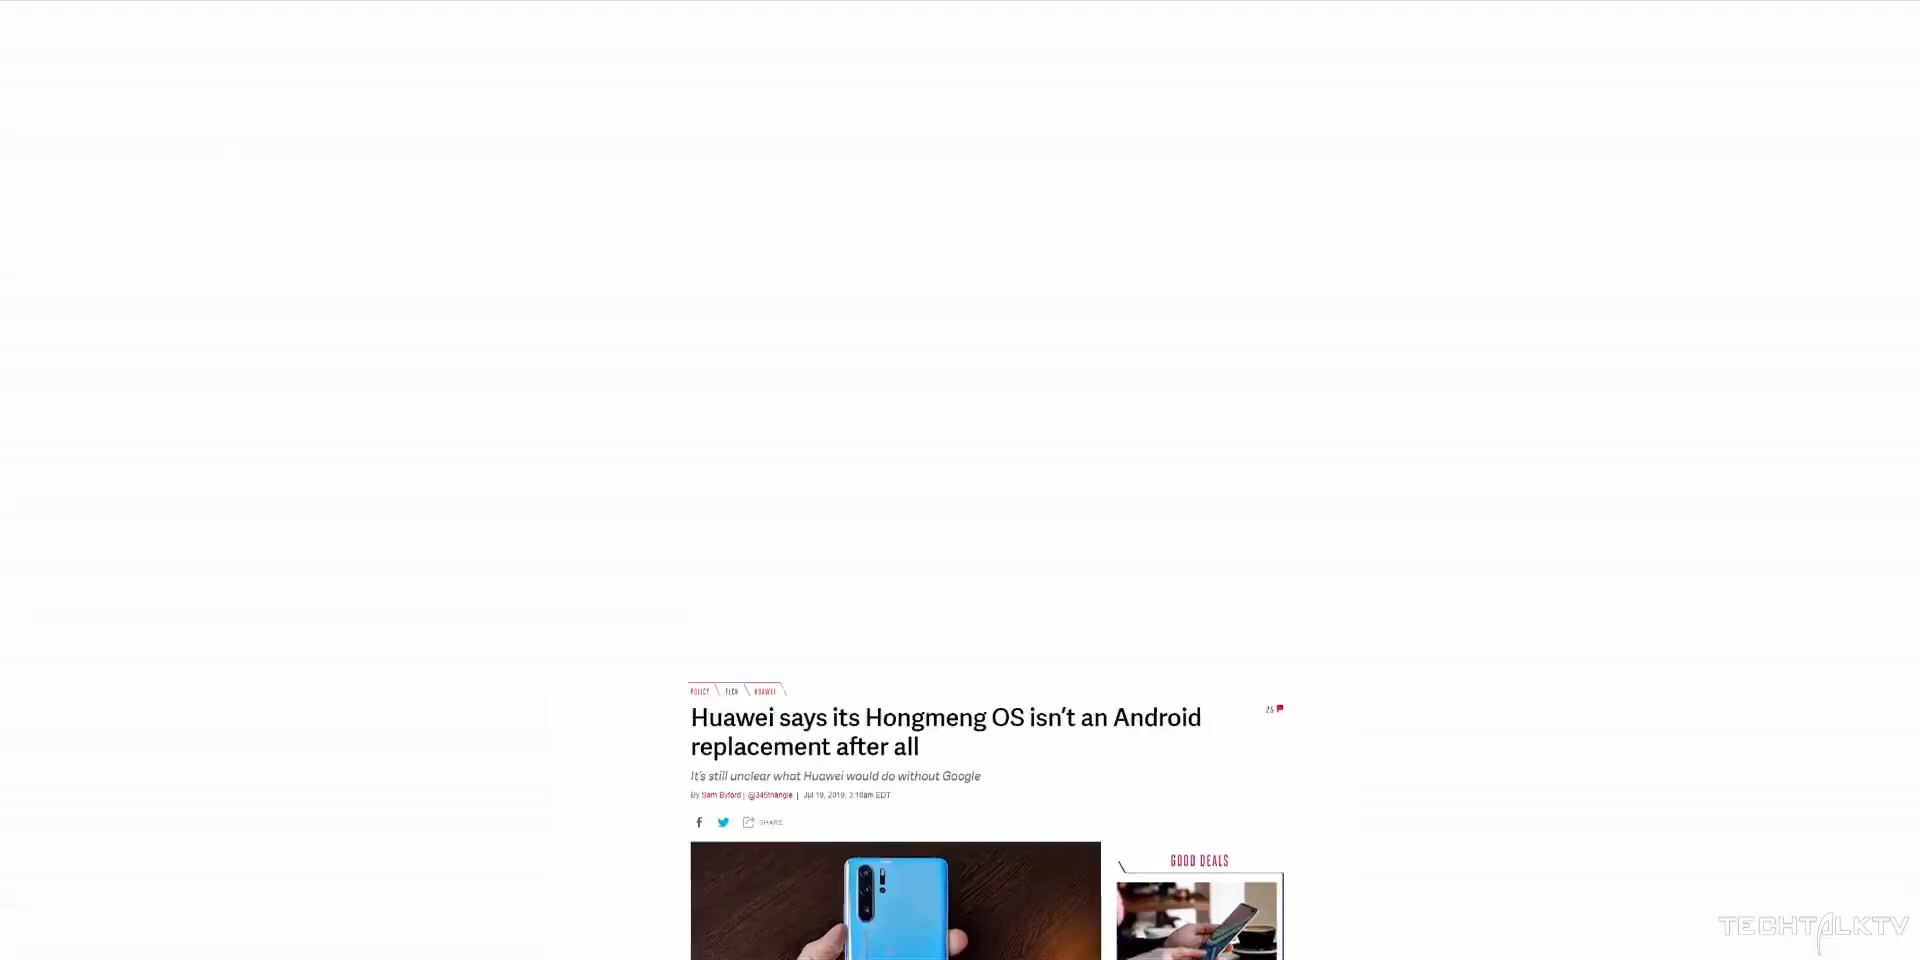 POLICY TECH HUAWEI
Huawei says its Hongmeng OS isn't an Android
replacement after all
25
It's still unclear what Huawei would do without Google
By Sam Byford | @345triangle | Jul 19, 2019, 3:18am EDT
SHARE
GOOD DEALS
TECHTALKTV